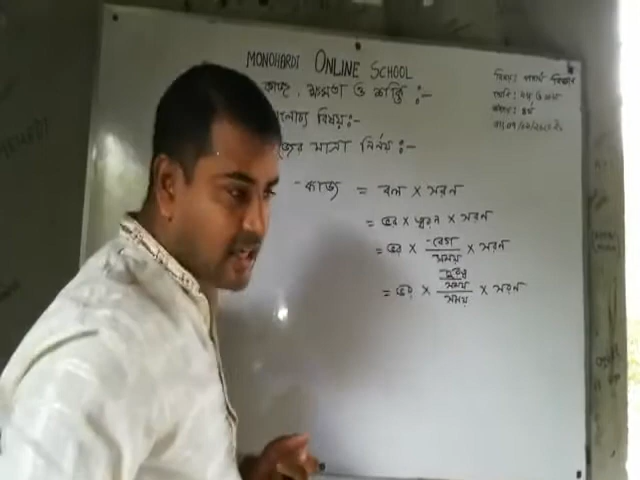 MONOHARDI ONLINE SCHOOL
কাজ, ক্ষমতা ও শক্তি :-
বিষয়:-
মাত্রা নির্ণয় :-
কাজ = বল × সরণ
= ভর × ত্বরণ × সরণ
= ভর × বেগ/সময় × সরণ
= ভর × দূরত্ব/সময়/সময় × সরণ